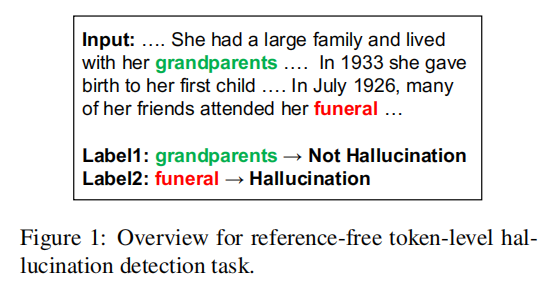 Input: .... She had a large family and lived
with her grandparents .... In 1933 she gave
birth to her first child .... In July 1926, many
of her friends attended her funeral ...
Label1: grandparents → Not Hallucination
Label2: funeral → Hallucination
Figure 1: Overview for reference-free token-level hal-
lucination detection task.